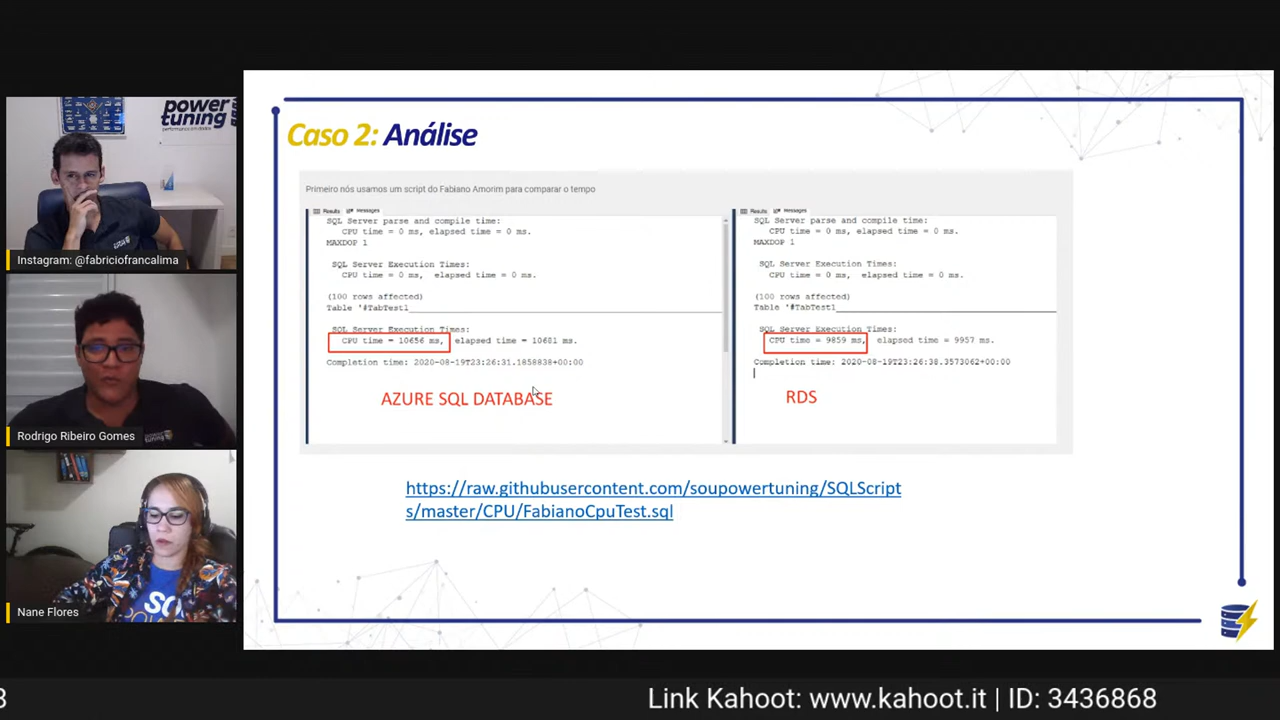 power
tuning
performance em dados
Instagram: @fabriciofrancalima
Rodrigo Ribeiro Gomes
Nane Flores
Caso 2: Análise
Primeiro nós usamos um script do Fabiano Amorim para comparar o tempo
Results Messages
SQL Server parse and compile time:
CPU time = 0 ms, elapsed time = 0 ms.
MAXDOP 1
SQL Server Execution Times:
CPU time = 0 ms, elapsed time = 0 ms.
(100 rows affected)
Table '#TabTest1
SQL Server Execution Times:
CPU time = 10656 ms, elapsed time = 10681 ms.
Completion time: 2020-08-19T23:26:31.1858838+00:00
AZURE SQL DATABASE
Results Messages
SQL Server parse and compile time:
CPU time = 0 ms, elapsed time = 0 ms.
MAXDOP 1
SQL Server Execution Times:
CPU time = 0 ms, elapsed time = 0 ms.
(100 rows affected)
Table '#TabTest1
SQL Server Execution Times:
CPU time = 9859 ms, elapsed time = 9957 ms.
Completion time: 2020-08-19T23:26:38.3573062+00:00
RDS
https://raw.githubusercontent.com/soupowertuning/SQLScript
s/master/CPU/FabianoCpuTest.sql
3 Link Kahoot: www.kahoot.it | ID: 3436868